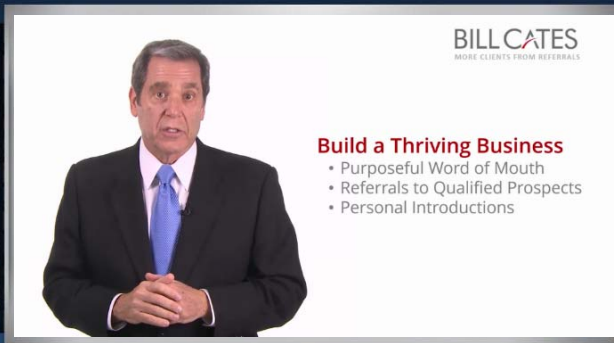 BILL CATES
MORE CLIENTS FROM REFERRALS
Build a Thriving Business
• Purposeful Word of Mouth
• Referrals to Qualified Prospects
• Personal Introductions